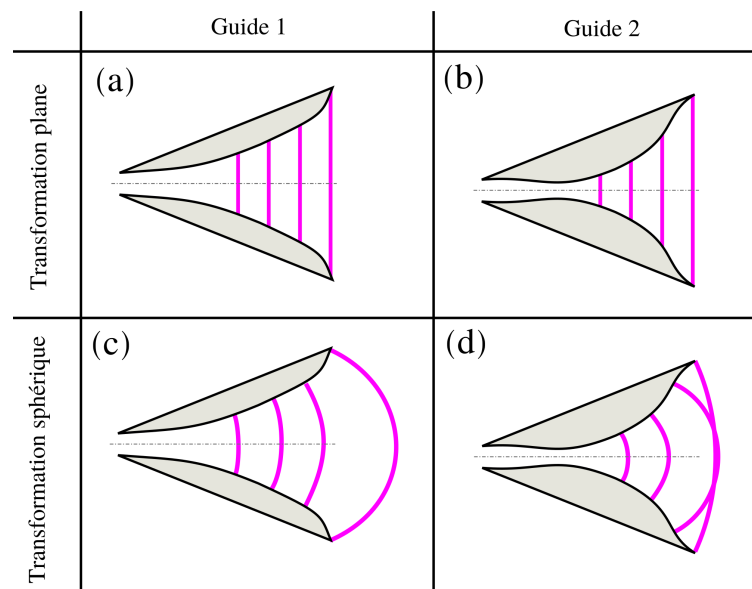 Guide 1
Guide 2
Transformation plane
(a)
(b)
Transformation sphérique
(c)
(d)